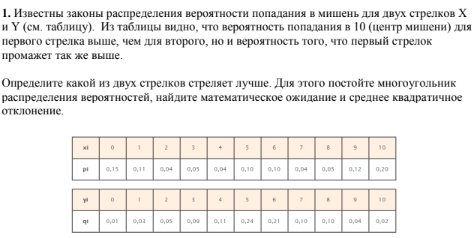 1. Известны законы распределения вероятности попадания в мишень для двух стрелков X
и Y (см. таблицу). Из таблицы видно, что вероятность попадания в 10 (центр мишени) для
первого стрелка выше, чем для второго, но и вероятность того, что первый стрелок
промажет так же выше.
Определите какой из двух стрелков стреляет лучше. Для этого постойте многоугольник
распределения вероятностей, найдите математическое ожидание и среднее квадратичное
отклонение.
xi 0 1 2 3 4 5 6 7 8 9 10
pi 0,15 0,11 0,04 0,05 0,04 0,10 0,10 0,04 0,05 0,12 0,20
yi 0 1 2 3 4 5 6 7 8 9 10
qi 0,01 0,03 0,05 0,09 0,11 0,24 0,21 0,10 0,10 0,04 0,02